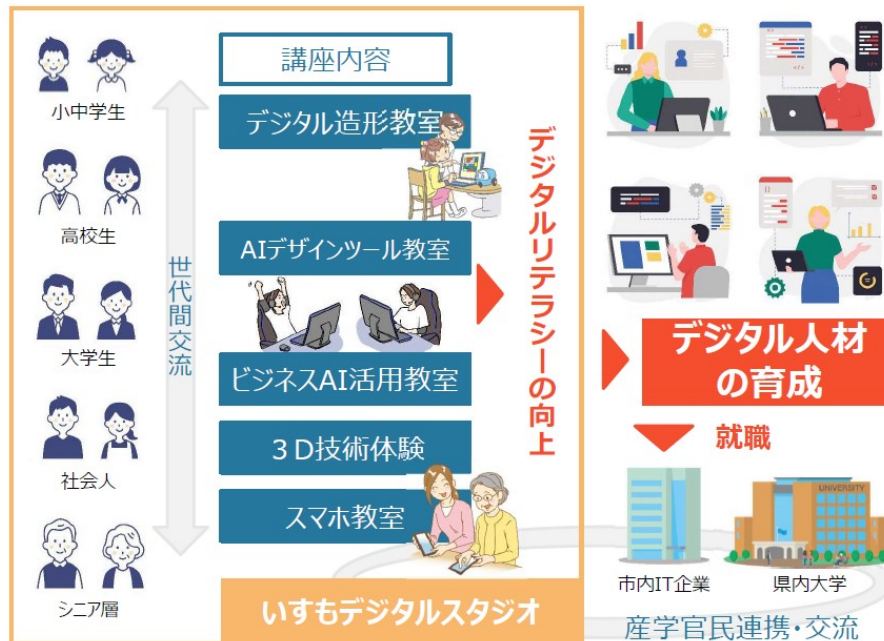 小中学生
高校生
大学生
社会人
シニア層
世代間交流
講座内容
デジタル造形教室
AIデザインツール教室
ビジネスAI活用教室
3D技術体験
スマホ教室
デジタルリテラシーの向上
いずもデジタルスタジオ
デジタル人材
の育成
就職
UNIVERSITY
市内IT企業
県内大学
産学官民連携・交流